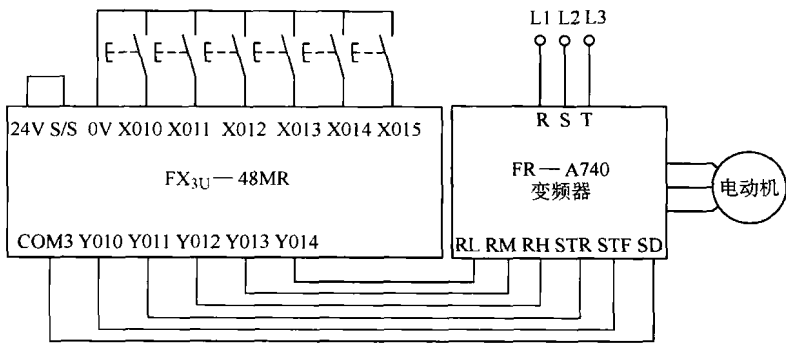 L1 L2 L3
24V S/S 0V X010 X011 X012 X013 X014 X015
R S T
FX3U—48MR
FR—A740
变频器
电动机
COM3 Y010 Y011 Y012 Y013 Y014
RL RM RH STR STF SD